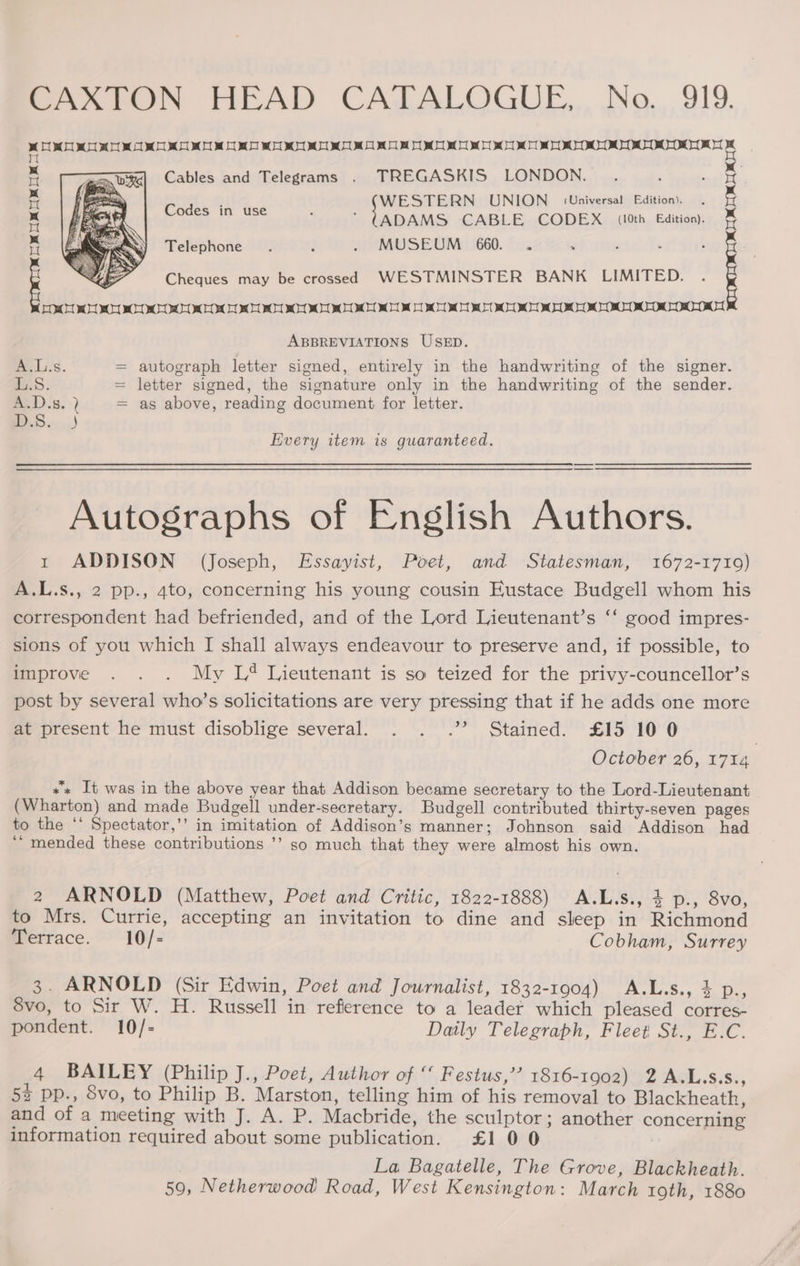 CAXTON HEAD CATALOGUE, No. 919.
Cables and Telegrams . TREGASKIS LONDON. . . .
Codes in use . . {WESTERN UNION (Universal Edition). .
{ADAMS CABLE CODEX (10th Edition).
Telephone . . . MUSEUM 660. . . . . .
Cheques may be crossed WESTMINSTER BANK LIMITED. .
ABBREVIATIONS USED.
A.L.s. = autograph letter signed, entirely in the handwriting of the signer.
L.S. = letter signed, the signature only in the handwriting of the sender.
A.D.s. } = as above, reading document for letter.
D.S. }
Every item is guaranteed.
Autographs of English Authors.
1 ADDISON (Joseph, Essayist, Poet, and Statesman, 1672-1719)
A.L.s., 2 pp., 4to, concerning his young cousin Eustace Budgell whom his
correspondent had befriended, and of the Lord Lieutenant's “ good impres-
sions of you which I shall always endeavour to preserve and, if possible, to
improve . . . My Ld Lieutenant is so teized for the privy-councellor's
post by several who's solicitations are very pressing that if he adds one more
at present he must disoblige several. . . .” Stained. £15 10 0
October 26, 1714
*** It was in the above year that Addison became secretary to the Lord-Lieutenant
(Wharton) and made Budgell under-secretary. Budgell contributed thirty-seven pages
to the “ Spectator,” in imitation of Addison's manner; Johnson said Addison had
“ mended these contributions ” so much that they were almost his own.
2 ARNOLD (Matthew, Poet and Critic, 1822-1888) A.L.s., ½ p., 8vo,
to Mrs. Currie, accepting an invitation to dine and sleep in Richmond
Terrace. 10/- Cobham, Surrey
3. ARNOLD (Sir Edwin, Poet and Journalist, 1832-1904) A.L.s., ½ p.,
8vo, to Sir W. H. Russell in reference to a leader which pleased corres-
pondent. 10/- Daily Telegraph, Fleet St., E.C.
4 BAILEY (Philip J., Poet, Author of “ Festus,” 1816-1902) 2 A.L.s.s.,
5½ pp., 8vo, to Philip B. Marston, telling him of his removal to Blackheath,
and of a meeting with J. A. P. Macbride, the sculptor; another concerning
information required about some publication. £1 0 0
La Bagatelle, The Grove, Blackheath.
59, Netherwood Road, West Kensington: March 19th, 1880